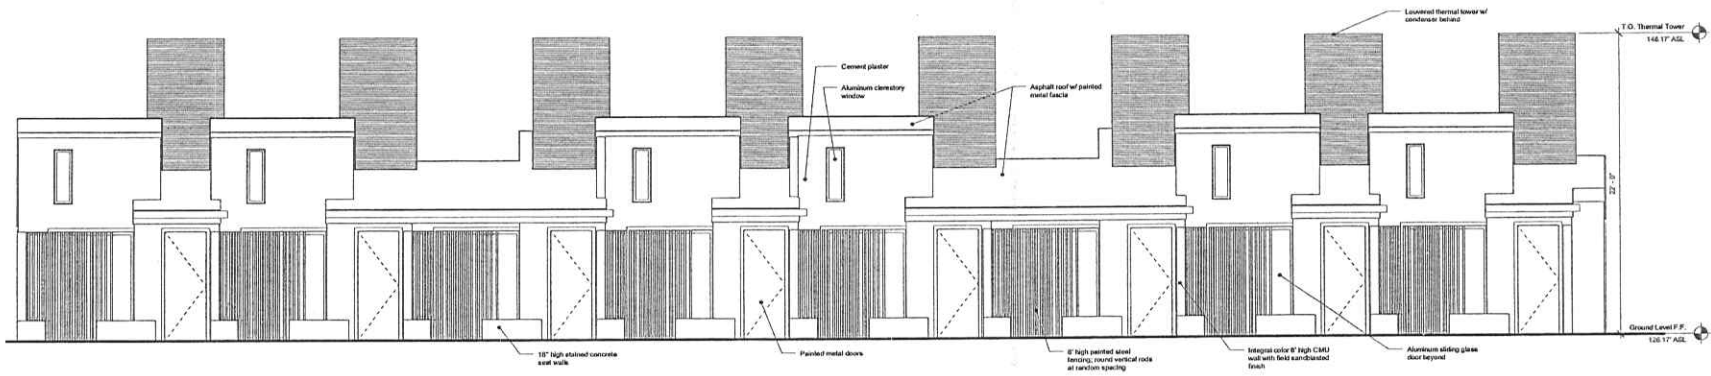 Louvered thermal tower w/
condenser behind
T.O. Thermal Tower
148.17' ASL
Cement plaster
Aluminum clerestory
window
Asphalt roof w/ painted
metal fascia
22' - 0"
18" high stained concrete
seat walls
Painted metal doors
8' high painted steel
fencing; round vertical rods
at random spacing
Integral color 8' high CMU
wall with field sandblasted
finish
Aluminum sliding glass
door beyond
Ground Level F.F.
126.17' ASL